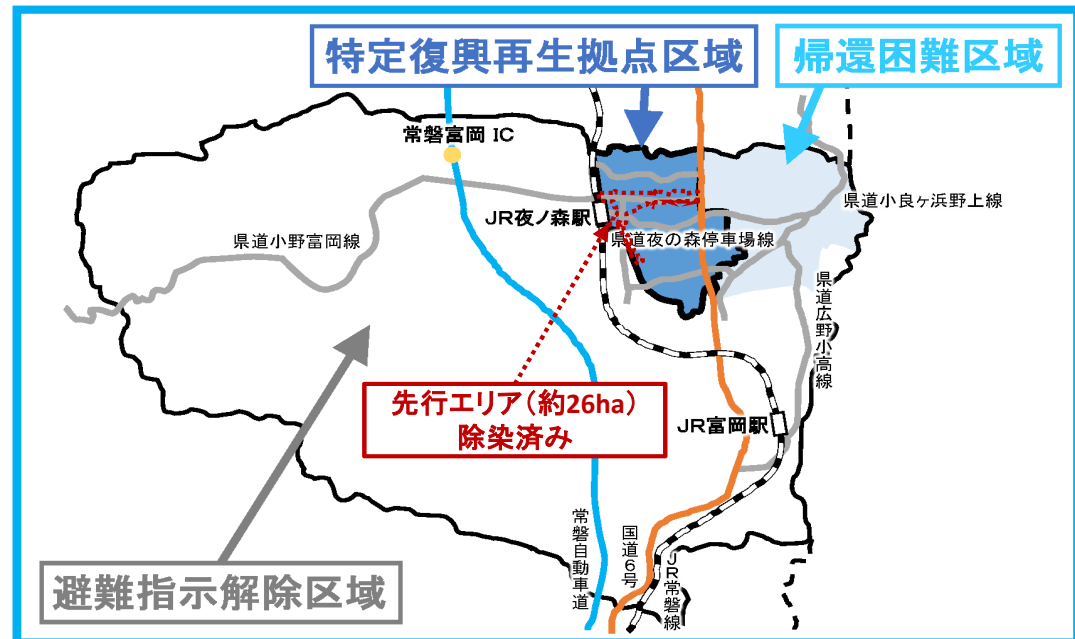 特定復興再生拠点区域
帰還困難区域
常磐富岡 IC
県道小良ヶ浜野上線
JR夜ノ森駅
県道小野富岡線
県道夜の森停車場線
県道広野小高線
先行エリア（約26ha）
除染済み
JR富岡駅
常磐自動車道
国道6号
JR常磐線
避難指示解除区域